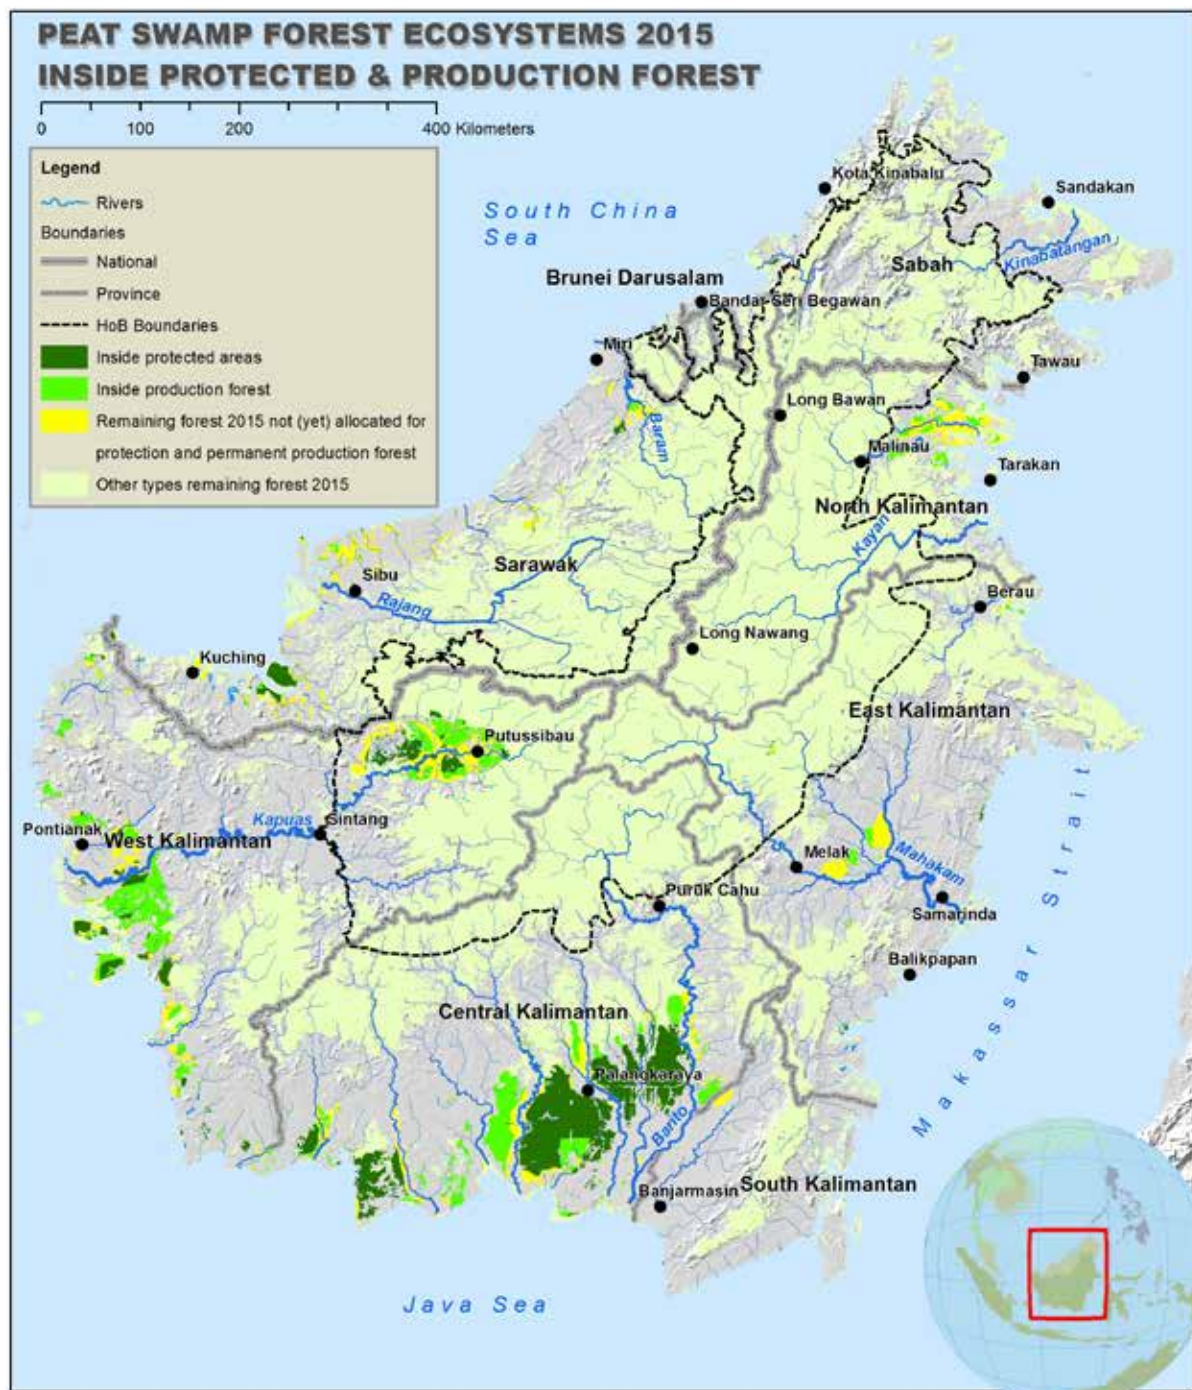 PEAT SWAMP FOREST ECOSYSTEMS 2015
INSIDE PROTECTED & PRODUCTION FOREST
0 100 200 400 Kilometers
Legend
Rivers
Boundaries
National
Province
HoB Boundaries
Inside protected areas
Inside production forest
Remaining forest 2015 not (yet) allocated for
protection and permanent production forest
Other types remaining forest 2015
South China
Sea
Kota Kinabalu
Sandakan
Kinabatangan
Sabah
Brunei Darusalam
Bandar Seri Begawan
Miri
Tawau
Long Bawan
Baram
Malinau
Tarakan
North Kalimantan
Kayan
Sarawak
Sibu
Rajang
Berau
Long Nawang
Kuching
East Kalimantan
Putussibau
Kapuas
Sintang
Pontianak
West Kalimantan
Melak
Mahakam
Puruk Cahu
Samarinda
Balikpapan
Makassar Strait
Central Kalimantan
Palangkaraya
Barito
Banjarmasin
South Kalimantan
Java Sea